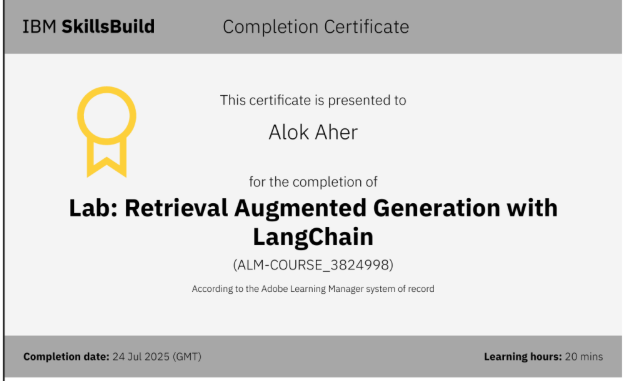 IBM SkillsBuild Completion Certificate
This certificate is presented to
Alok Aher
for the completion of
Lab: Retrieval Augmented Generation with
LangChain
(ALM-COURSE_3824998)
According to the Adobe Learning Manager system of record
Completion date: 24 Jul 2025 (GMT) Learning hours: 20 mins